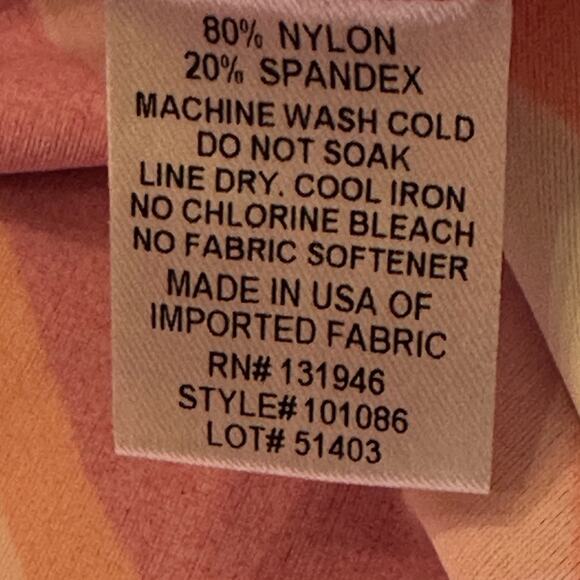 80% NYLON
20% SPANDEX
MACHINE WASH COLD
DO NOT SOAK
LINE DRY. COOL IRON
NO CHLORINE BLEACH
NO FABRIC SOFTENER
MADE IN USA OF
IMPORTED FABRIC
RN# 131946
STYLE# 101086
LOT# 51403